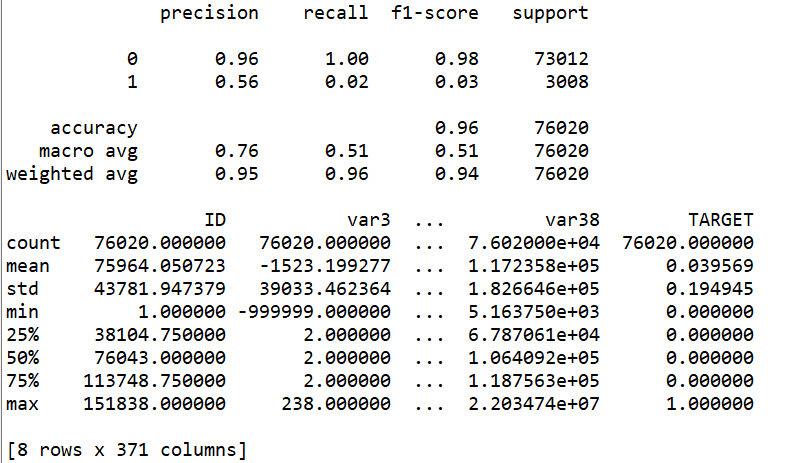 precision recall f1-score support
0 0.96 1.00 0.98 73012
1 0.56 0.02 0.03 3008
accuracy 0.96 76020
macro avg 0.76 0.51 0.51 76020
weighted avg 0.95 0.96 0.94 76020
ID var3 ... var38 TARGET
count 76020.000000 76020.000000 ... 7.602000e+04 76020.000000
mean 75964.050723 -1523.199277 ... 1.172358e+05 0.039569
std 43781.947379 39033.462364 ... 1.826646e+05 0.194945
min 1.000000 -999999.000000 ... 5.163750e+03 0.000000
25% 38104.750000 2.000000 ... 6.787061e+04 0.000000
50% 76043.000000 2.000000 ... 1.064092e+05 0.000000
75% 113748.750000 2.000000 ... 1.187563e+05 0.000000
max 151838.000000 238.000000 ... 2.203474e+07 1.000000
[8 rows x 371 columns]